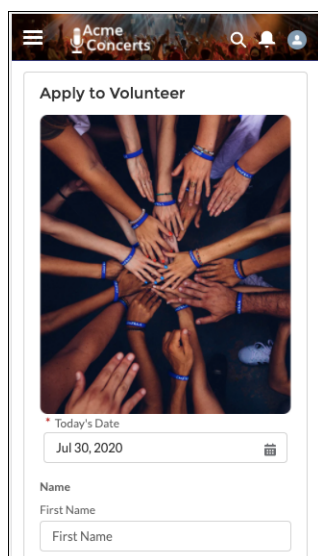 Acme
Concerts
Apply to Volunteer
* Today's Date
Jul 30, 2020
Name
First Name
First Name